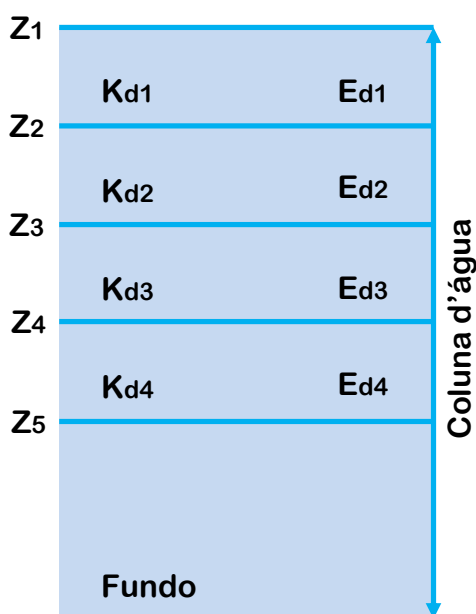 Z1
Kd1 Ed1
Z2
Kd2 Ed2
Z3
Kd3 Ed3
Z4
Kd4 Ed4
Z5
Fundo
Coluna d'água